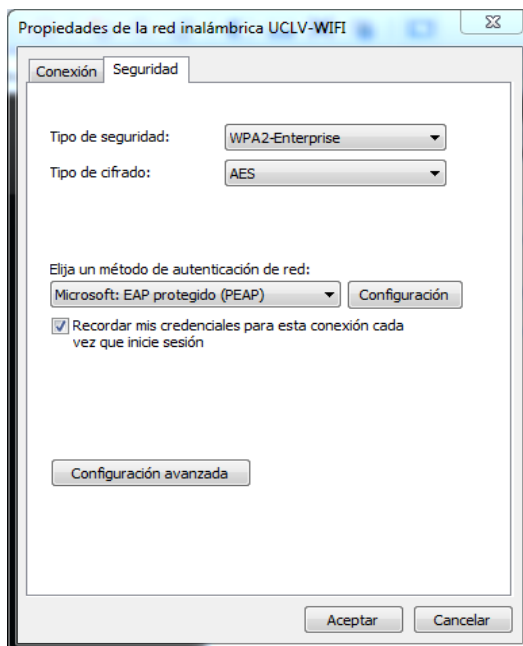 Propiedades de la red inalámbrica UCLV-WIFI
Conexión Seguridad
Tipo de seguridad: WPA2-Enterprise
Tipo de cifrado: AES
Elija un método de autenticación de red:
Microsoft: EAP protegido (PEAP) Configuración
Recordar mis credenciales para esta conexión cada
vez que inicie sesión
Configuración avanzada
Aceptar Cancelar